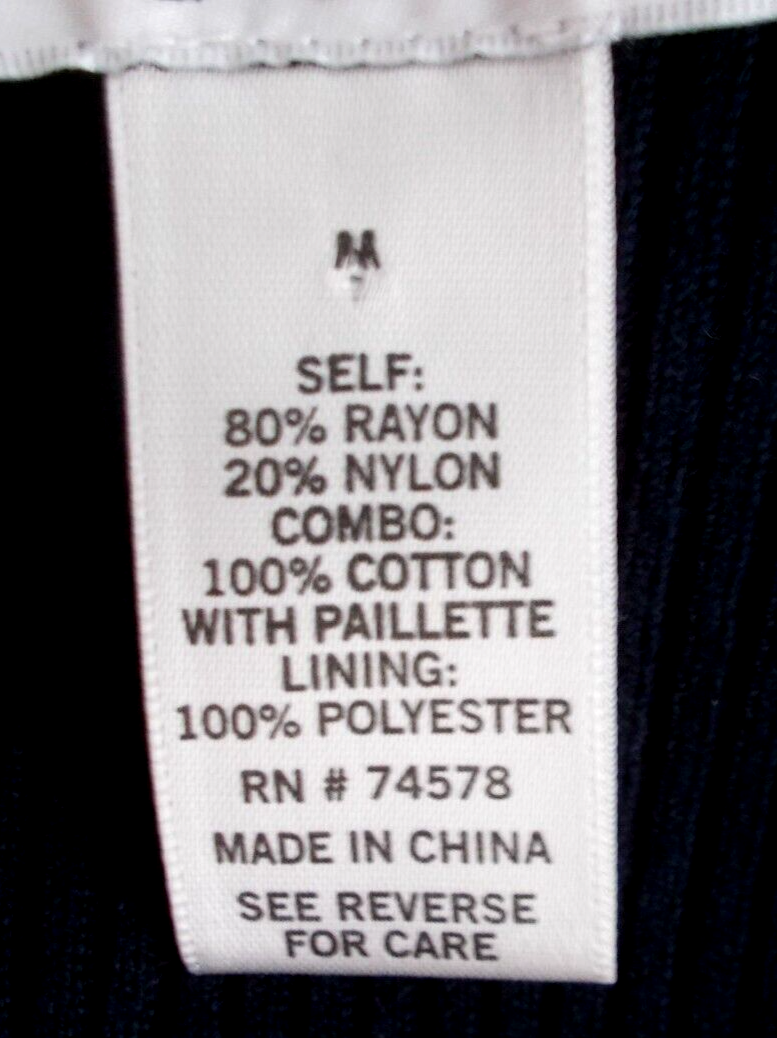 M
SELF:
80% RAYON
20% NYLON
COMBO:
100% COTTON
WITH PAILLETTE
LINING:
100% POLYESTER
RN # 74578
MADE IN CHINA
SEE REVERSE
FOR CARE